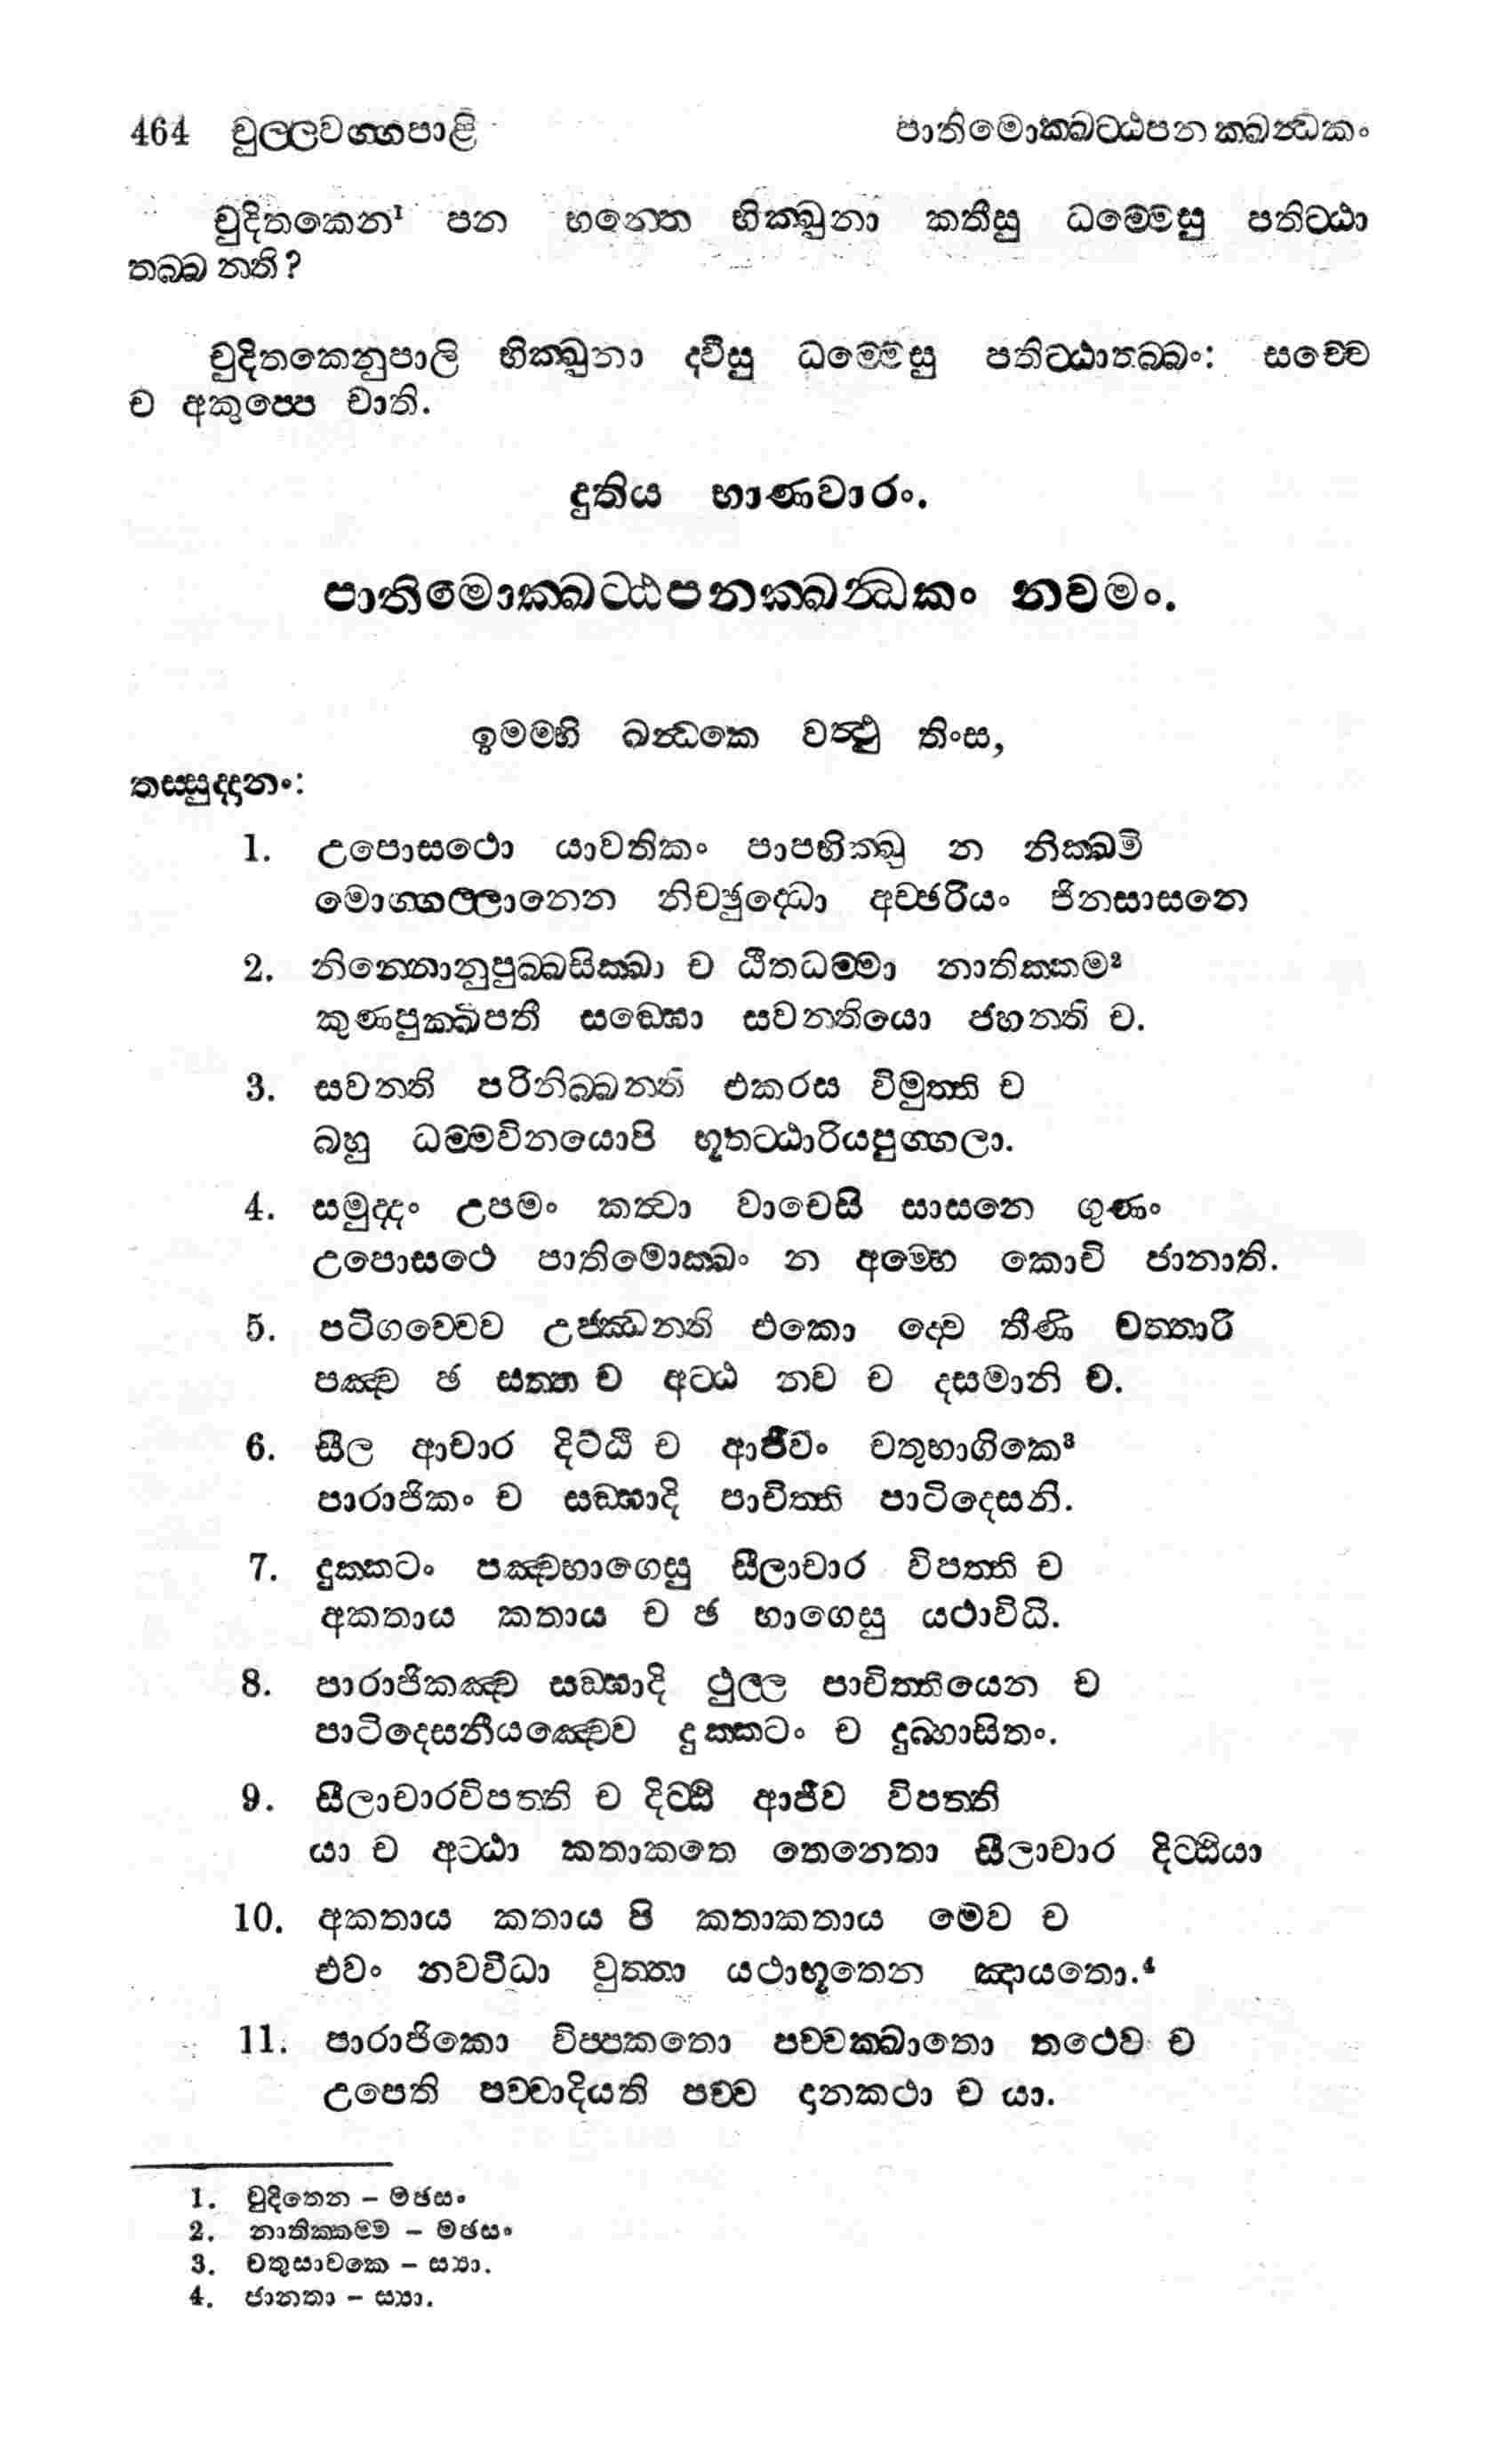 464 චුල්ලවග්ගපාළි පාතිමොක්ඛට්ඨපනක්ඛන්ධකං
චුදිතකෙන¹ පන භන්තෙ භික්ඛුනා කතීසු ධම්මෙසු පතිට්ඨා
තබ්බන්ති?
චුදිතකෙනුපාලි භික්ඛුනා ද්වීසු ධම්මෙසු පතිට්ඨාතබ්බං: සච්චෙ
ච අකුප්පෙ චාති.
දුතිය භාණවාරං.
පාතිමොක්ඛට්ඨපනක්ඛන්ධකං නවමං.
ඉමම්හි ඛන්ධකෙ වත්ථු තිංස,
තස්සුද්දානං:
1. උපොසථො යාවතිකං පාපභික්ඛු න නික්ඛමි
මොග්ගල්ලානෙන නිච්ඡුද්ධො අච්ඡරියං ජිනසාසනෙ
2. නින්නොනුපුබ්බසික්ඛා ච ඨිතධම්මො නාතික්කම²
කුණපුක්ඛිපතී සඞ්ඝො සවන්තියො ජහන්ති ච.
3. සවන්ති පරිනිබ්බන්ති එකරස විමුත්ති ච
බහු ධම්මවිනයොපි භූතට්ඨාරියපුග්ගලා.
4. සමුද්දං උපමං කත්වා වාචෙසි සාසනෙ ගුණං
උපොසථෙ පාතිමොක්ඛං න අම්හෙ කොචි ජානාති.
5. පටිගච්චෙව උජ්ඣන්ති එකො ද්වෙ තීණි චත්තාරි
පඤ්ච ඡ සත්ත ච අට්ඨ නව ච දසමානි ච.
6. සීල ආචාර දිට්ඨි ච ආජීවං චතුභාගිකෙ³
පාරාජිකං ච සඞ්ඝාදි පාචිත්ති පාටිදෙසනි.
7. දුක්කටං පඤ්චභාගෙසු සීලාචාර විපත්ති ච
අකතාය කතාය ච ඡ භාගෙසු යථාවිධි.
8. පාරාජිකඤ්ච සඞ්ඝාදි ථුල්ල පාචිත්තියෙන ච
පාටිදෙසනීයඤ්චෙව දුක්කටං ච දුබ්භාසිතං.
9. සීලාචාරවිපත්ති ච දිට්ඨි ආජීව විපත්ති
යා ච අට්ඨා කතාකතෙ තෙනෙතා සීලාචාර දිට්ඨියා
10. අකතාය කතාය පි කතාකතාය මෙව ච
එවං නවවිධා වුත්තා යථාභූතෙන ඤායතො.⁴
11. පාරාජිකො විප්පකතො පච්චක්ඛාතො තථෙව ච
උපෙති පච්චාදියති පච්ච දානකථා ච යා.
1. චුදිතෙන - මඡසං
2. නාතික්කම්ම - මඡසං
3. චතුසාවකෙ - ස්‍යා.
4. ජානතා - ස්‍යා.